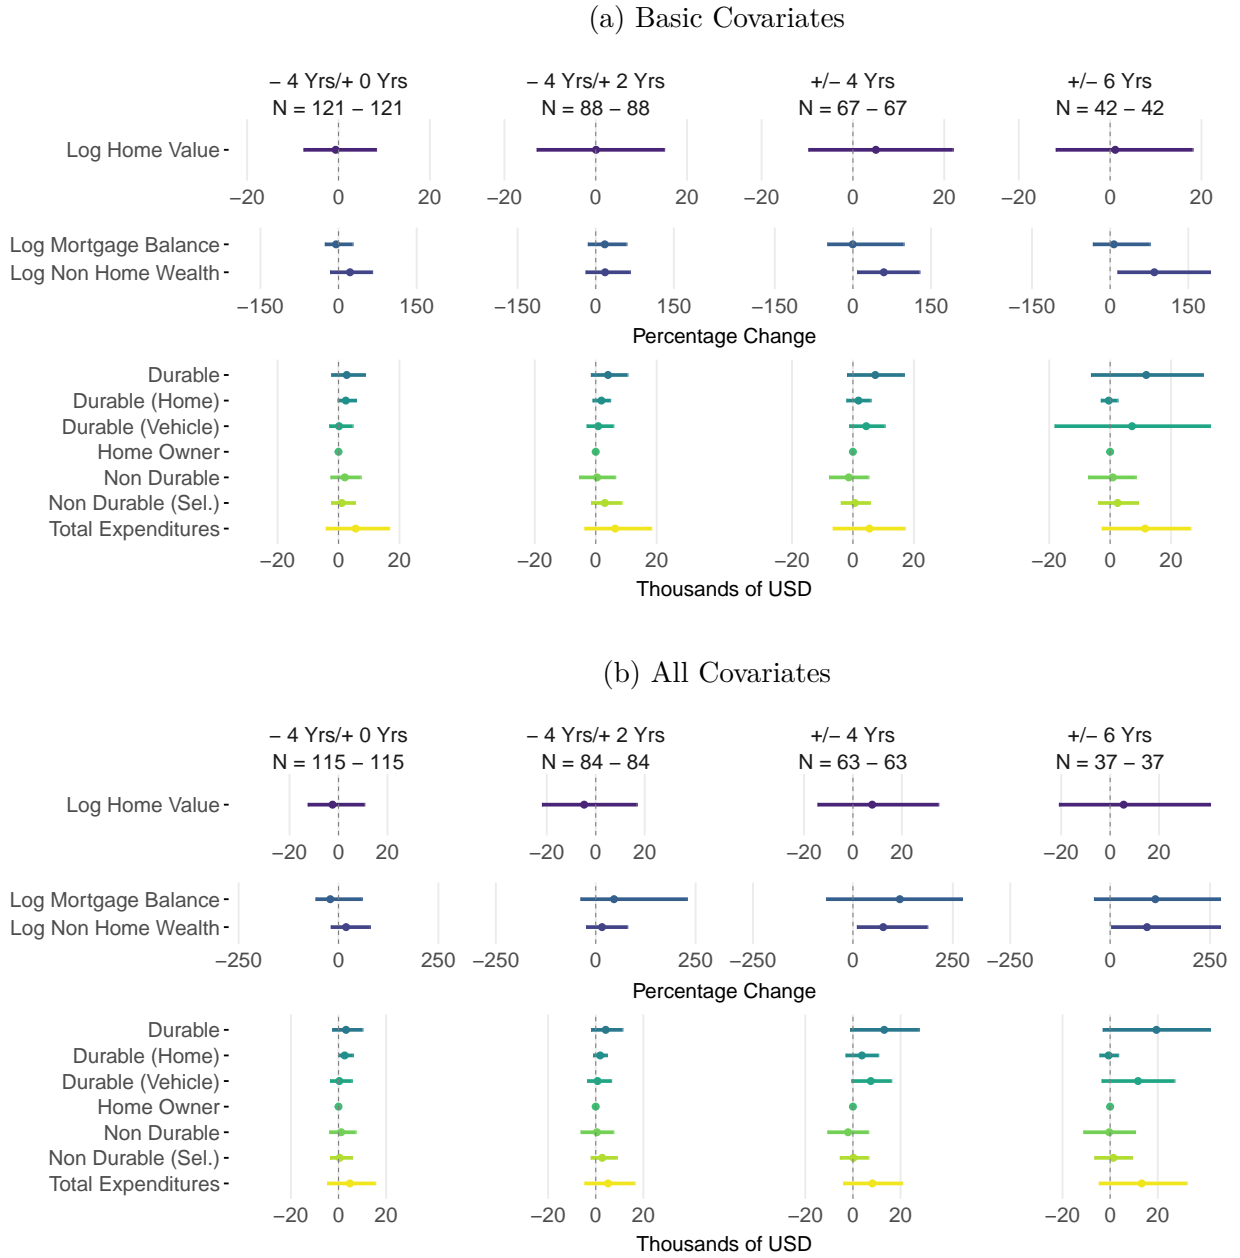 (a) Basic Covariates
− 4 Yrs/+ 0 Yrs − 4 Yrs/+ 2 Yrs +/− 4 Yrs +/− 6 Yrs
N = 121 − 121 N = 88 − 88 N = 67 − 67 N = 42 − 42
Log Home Value
−20 0 20 −20 0 20 −20 0 20 −20 0 20
Log Mortgage Balance
Log Non Home Wealth
−150 0 150 −150 0 150 −150 0 150 −150 0 150
Percentage Change
Durable
Durable (Home)
Durable (Vehicle)
Home Owner
Non Durable
Non Durable (Sel.)
Total Expenditures
−20 0 20 −20 0 20 −20 0 20 −20 0 20
Thousands of USD
(b) All Covariates
− 4 Yrs/+ 0 Yrs − 4 Yrs/+ 2 Yrs +/− 4 Yrs +/− 6 Yrs
N = 115 − 115 N = 84 − 84 N = 63 − 63 N = 37 − 37
Log Home Value
−20 0 20 −20 0 20 −20 0 20 −20 0 20
Log Mortgage Balance
Log Non Home Wealth
−250 0 250 −250 0 250 −250 0 250 −250 0 250
Percentage Change
Durable
Durable (Home)
Durable (Vehicle)
Home Owner
Non Durable
Non Durable (Sel.)
Total Expenditures
−20 0 20 −20 0 20 −20 0 20 −20 0 20
Thousands of USD